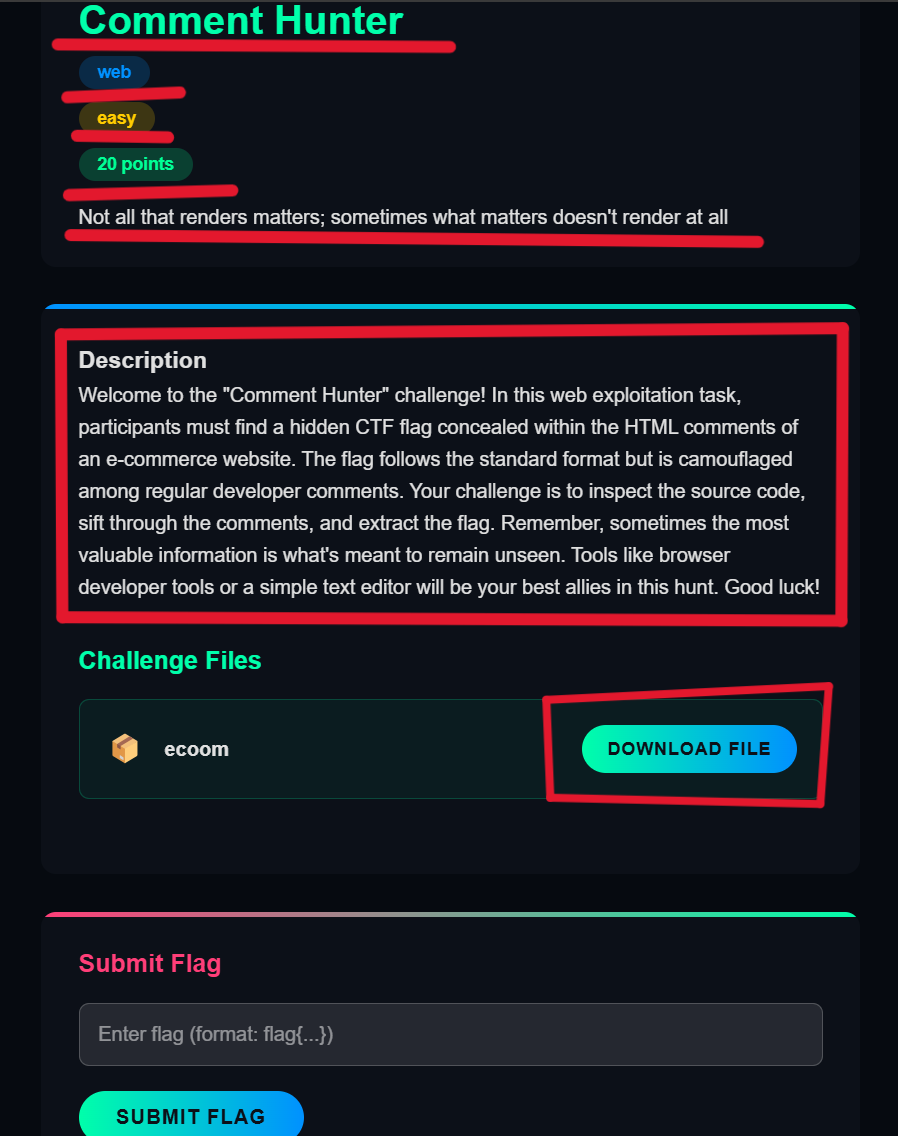 Comment Hunter
web
easy
20 points
Not all that renders matters; sometimes what matters doesn't render at all
Description
Welcome to the "Comment Hunter" challenge! In this web exploitation task,
participants must find a hidden CTF flag concealed within the HTML comments of
an e-commerce website. The flag follows the standard format but is camouflaged
among regular developer comments. Your challenge is to inspect the source code,
sift through the comments, and extract the flag. Remember, sometimes the most
valuable information is what's meant to remain unseen. Tools like browser
developer tools or a simple text editor will be your best allies in this hunt. Good luck!
Challenge Files
ecoom
DOWNLOAD FILE
Submit Flag
Enter flag (format: flag{...})
SUBMIT FLAG